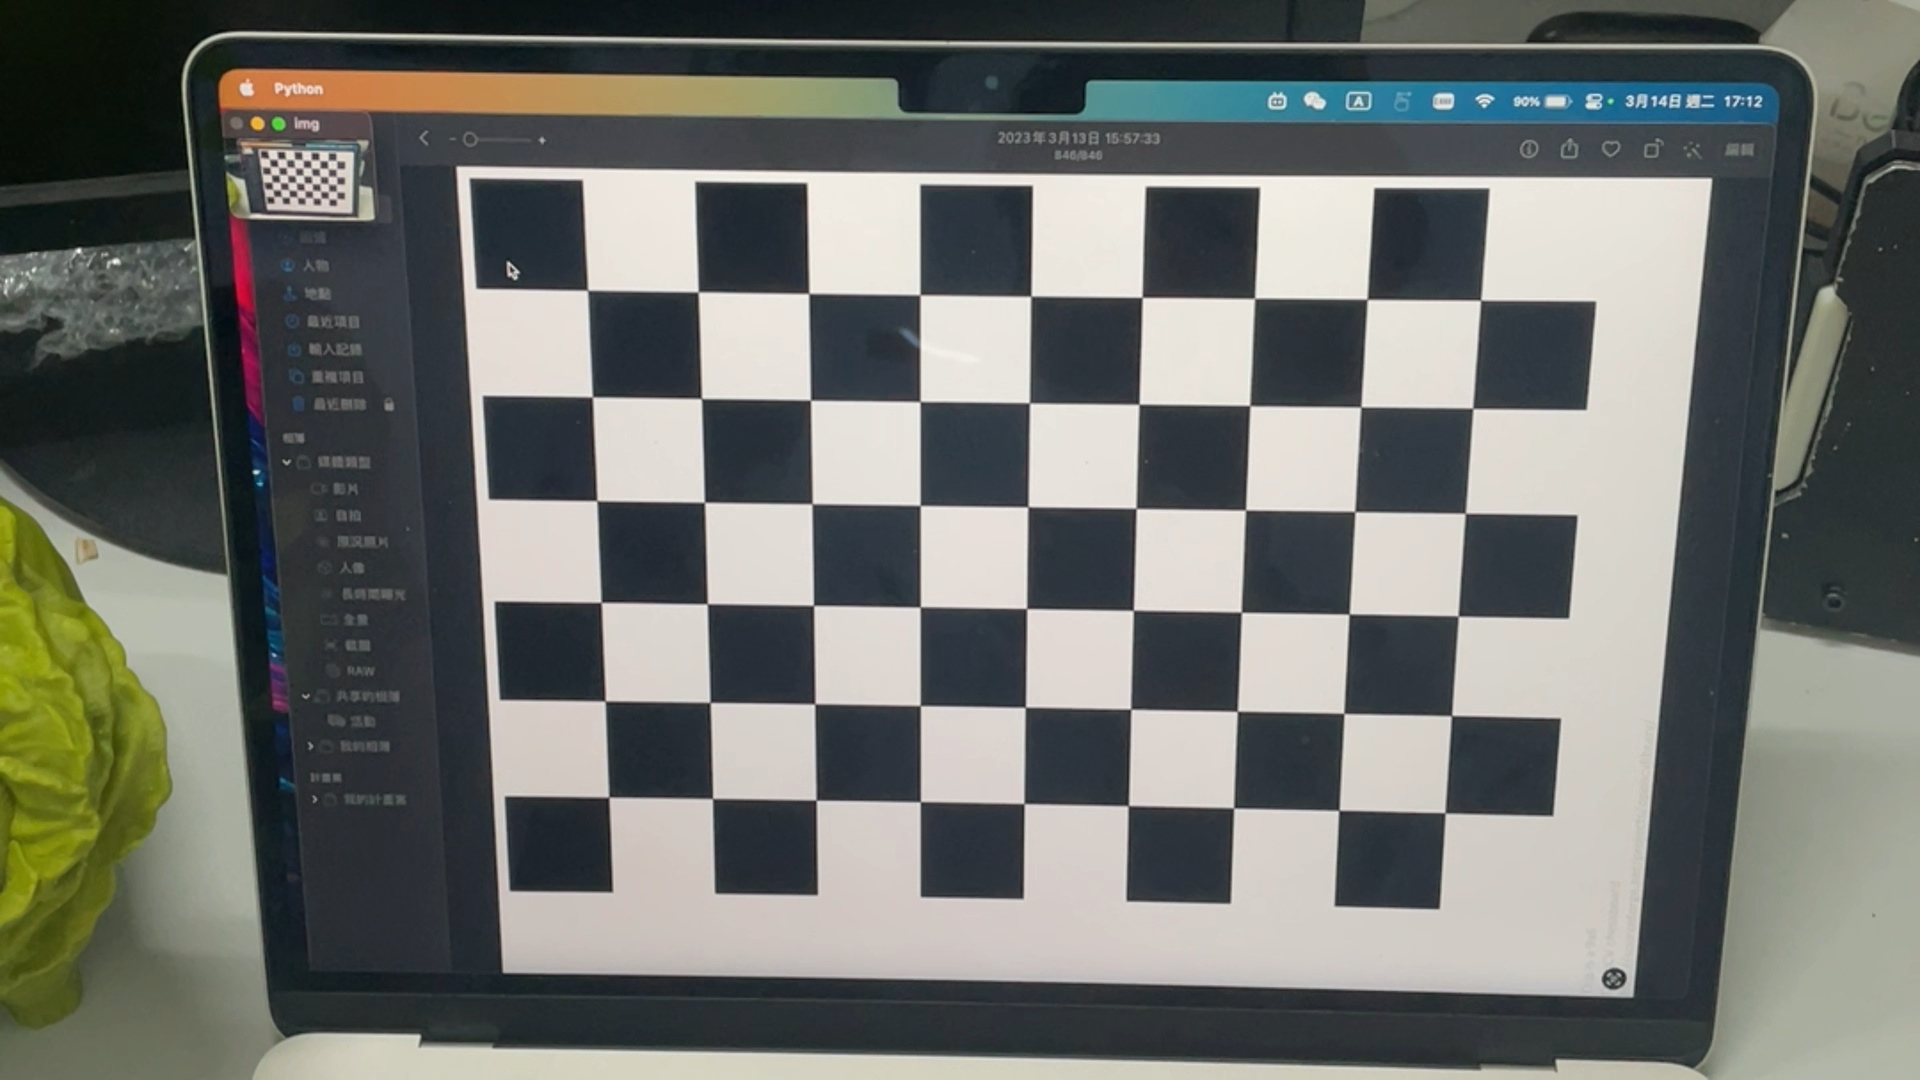 Python
90%
3月14日 週二 17:12
img
2023年3月13日 15:57:33
846/846
編輯
人物
地點
最近項目
輸入記錄
重複項目
最近刪除
相簿
媒體類型
影片
自拍
原況照片
人像
長時間曝光
全景
截圖
RAW
共享的相簿
活動
我的相簿
計畫案
我的計畫案